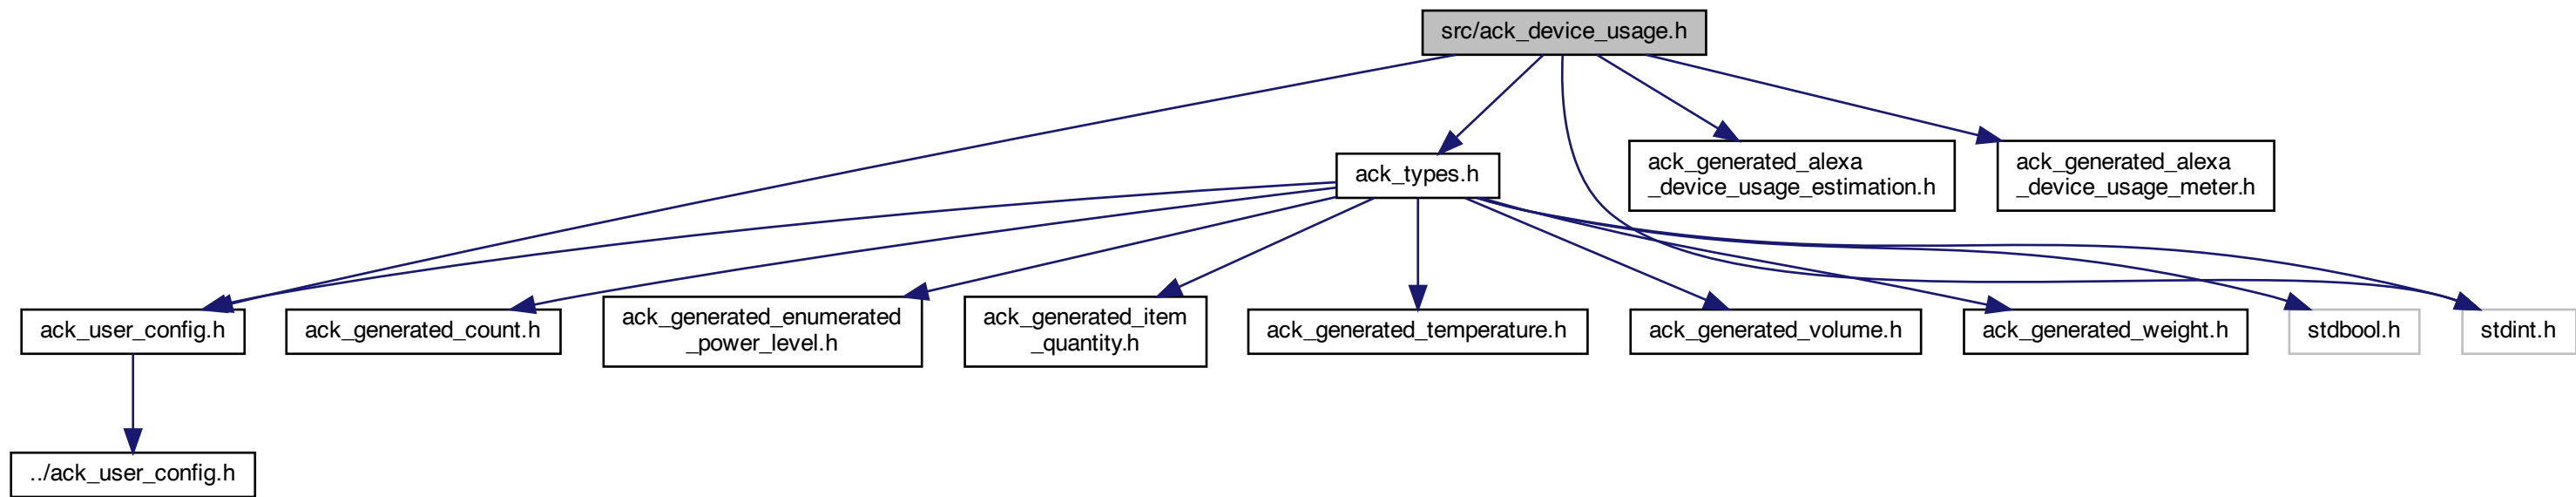 src/ack_device_usage.h
ack_types.h
ack_generated_alexa
_device_usage_estimation.h
ack_generated_alexa
_device_usage_meter.h
ack_user_config.h
ack_generated_count.h
ack_generated_enumerated
_power_level.h
ack_generated_item
_quantity.h
ack_generated_temperature.h
ack_generated_volume.h
ack_generated_weight.h
stdbool.h
stdint.h
../ack_user_config.h